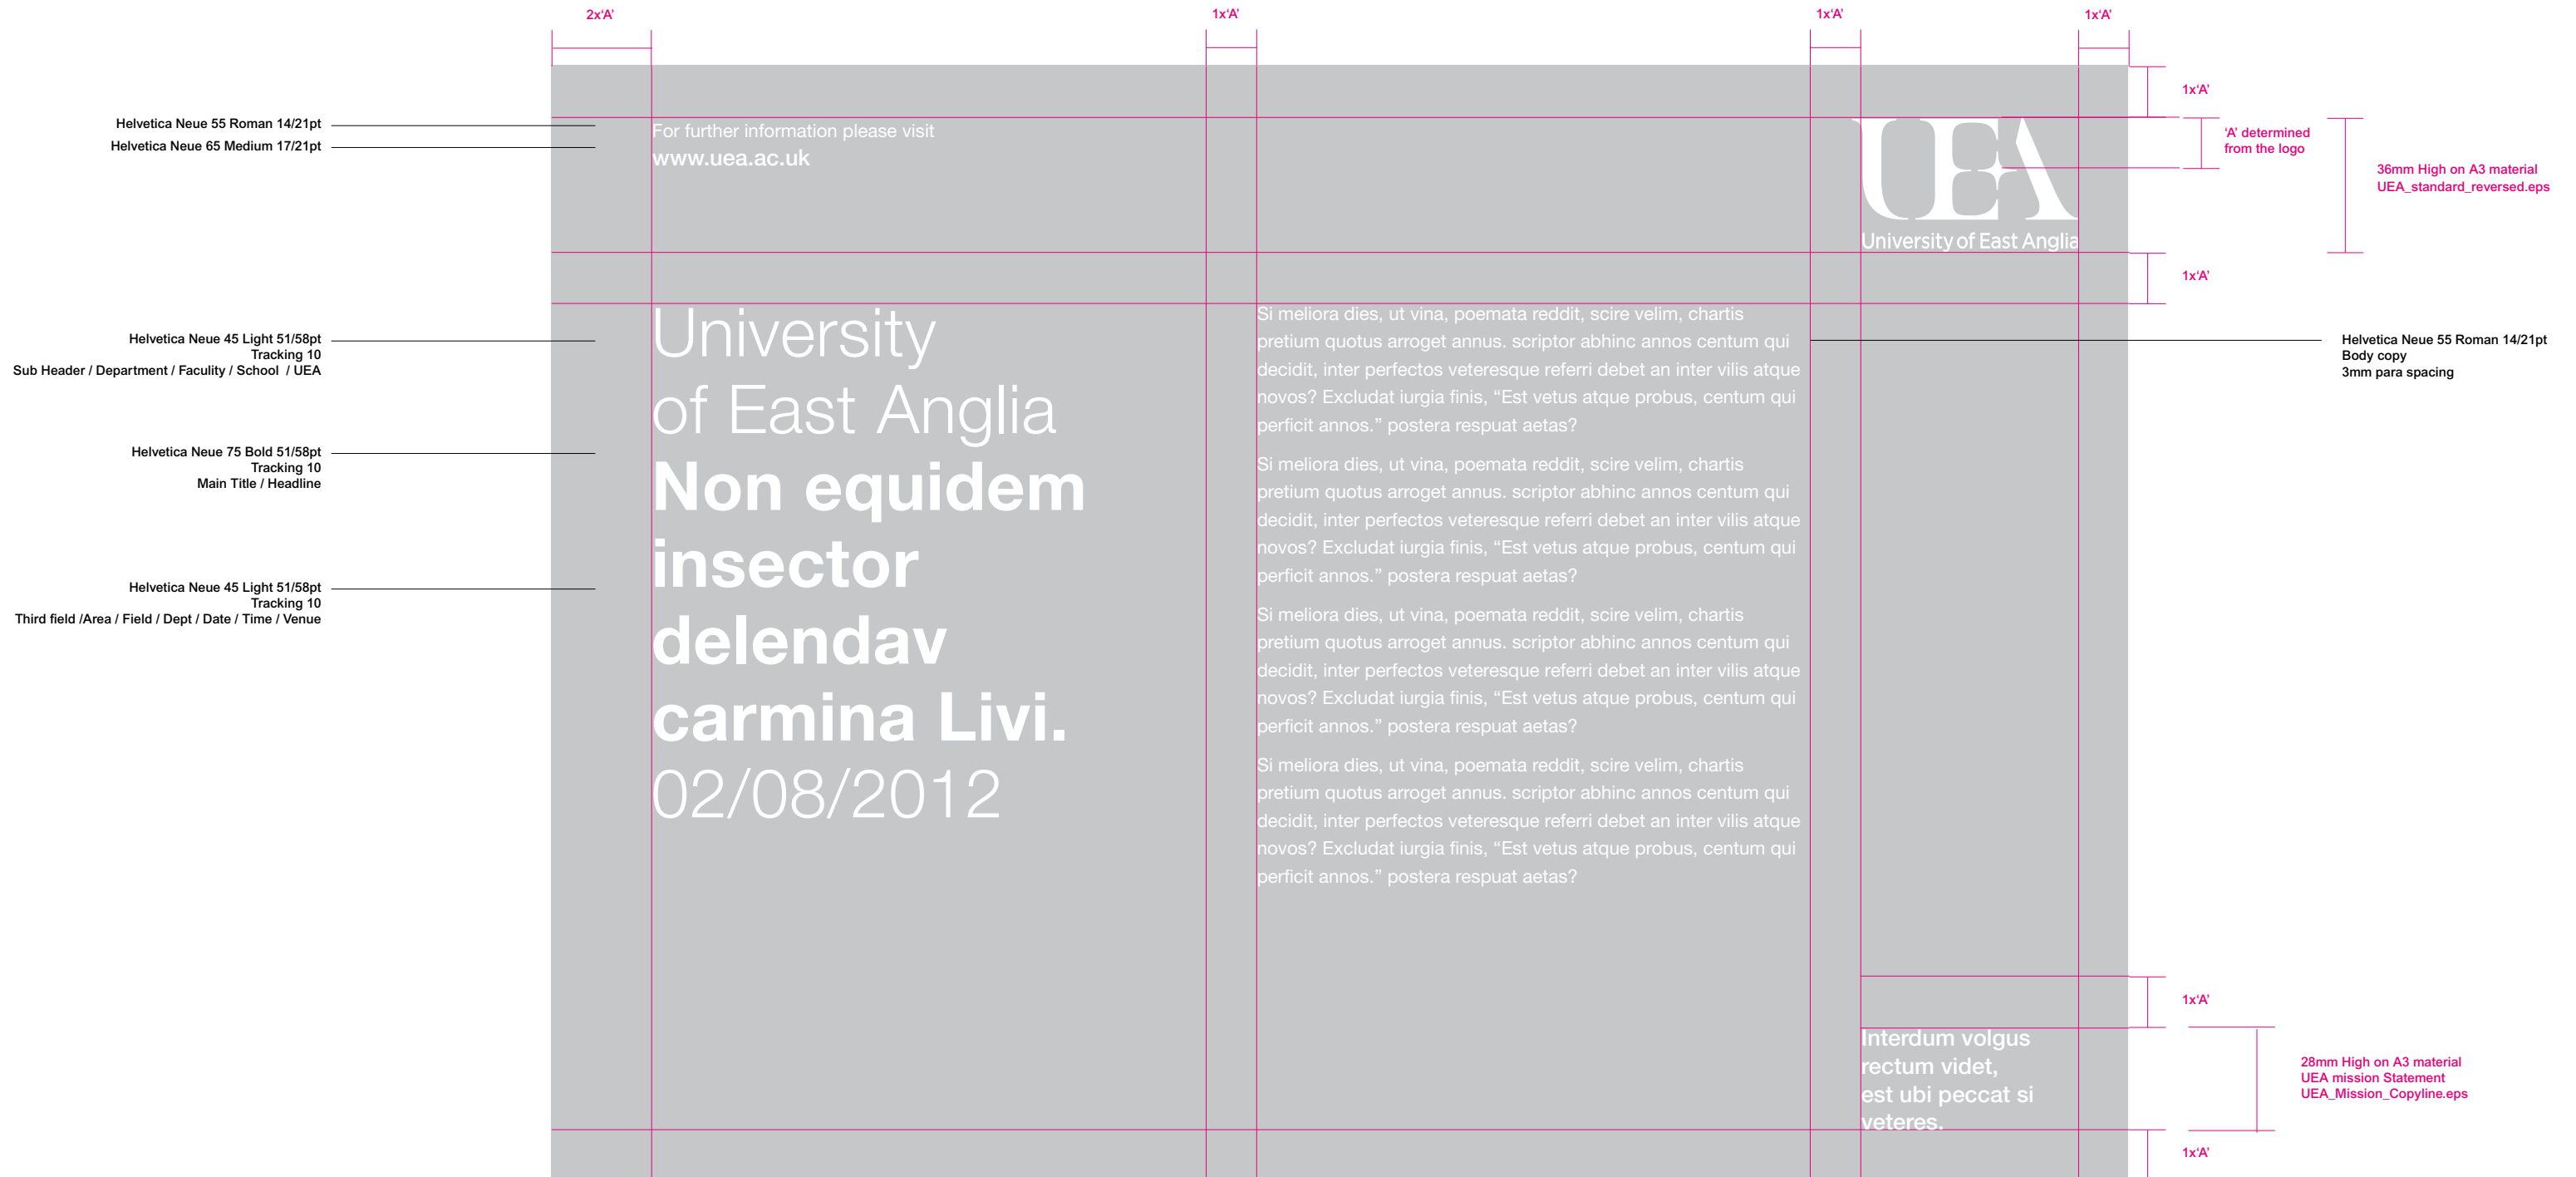 2x‘A’
1x‘A’
1x‘A’
1x‘A’
1x‘A’
Helvetica Neue 55 Roman 14/21pt
Helvetica Neue 65 Medium 17/21pt
For further information please visit
www.uea.ac.uk
UEA
University of East Anglia
‘A’ determined
from the logo
36mm High on A3 material
UEA_standard_reversed.eps
1x‘A’
Helvetica Neue 45 Light 51/58pt
Tracking 10
Sub Header / Department / Faculity / School / UEA
Helvetica Neue 75 Bold 51/58pt
Tracking 10
Main Title / Headline
Helvetica Neue 45 Light 51/58pt
Tracking 10
Third field /Area / Field / Dept / Date / Time / Venue
University
of East Anglia
Non equidem
insector
delendav
carmina Livi.
02/08/2012
Si meliora dies, ut vina, poemata reddit, scire velim, chartis
pretium quotus arroget annus. scriptor abhinc annos centum qui
decidit, inter perfectos veteresque referri debet an inter vilis atque
novos? Excludat iurgia finis, “Est vetus atque probus, centum qui
perficit annos.” postera respuat aetas?
Si meliora dies, ut vina, poemata reddit, scire velim, chartis
pretium quotus arroget annus. scriptor abhinc annos centum qui
decidit, inter perfectos veteresque referri debet an inter vilis atque
novos? Excludat iurgia finis, “Est vetus atque probus, centum qui
perficit annos.” postera respuat aetas?
Si meliora dies, ut vina, poemata reddit, scire velim, chartis
pretium quotus arroget annus. scriptor abhinc annos centum qui
decidit, inter perfectos veteresque referri debet an inter vilis atque
novos? Excludat iurgia finis, “Est vetus atque probus, centum qui
perficit annos.” postera respuat aetas?
Si meliora dies, ut vina, poemata reddit, scire velim, chartis
pretium quotus arroget annus. scriptor abhinc annos centum qui
decidit, inter perfectos veteresque referri debet an inter vilis atque
novos? Excludat iurgia finis, “Est vetus atque probus, centum qui
perficit annos.” postera respuat aetas?
Helvetica Neue 55 Roman 14/21pt
Body copy
3mm para spacing
1x‘A’
Interdum volgus
rectum videt,
est ubi peccat si
veteres.
28mm High on A3 material
UEA mission Statement
UEA_Mission_Copyline.eps
1x‘A’